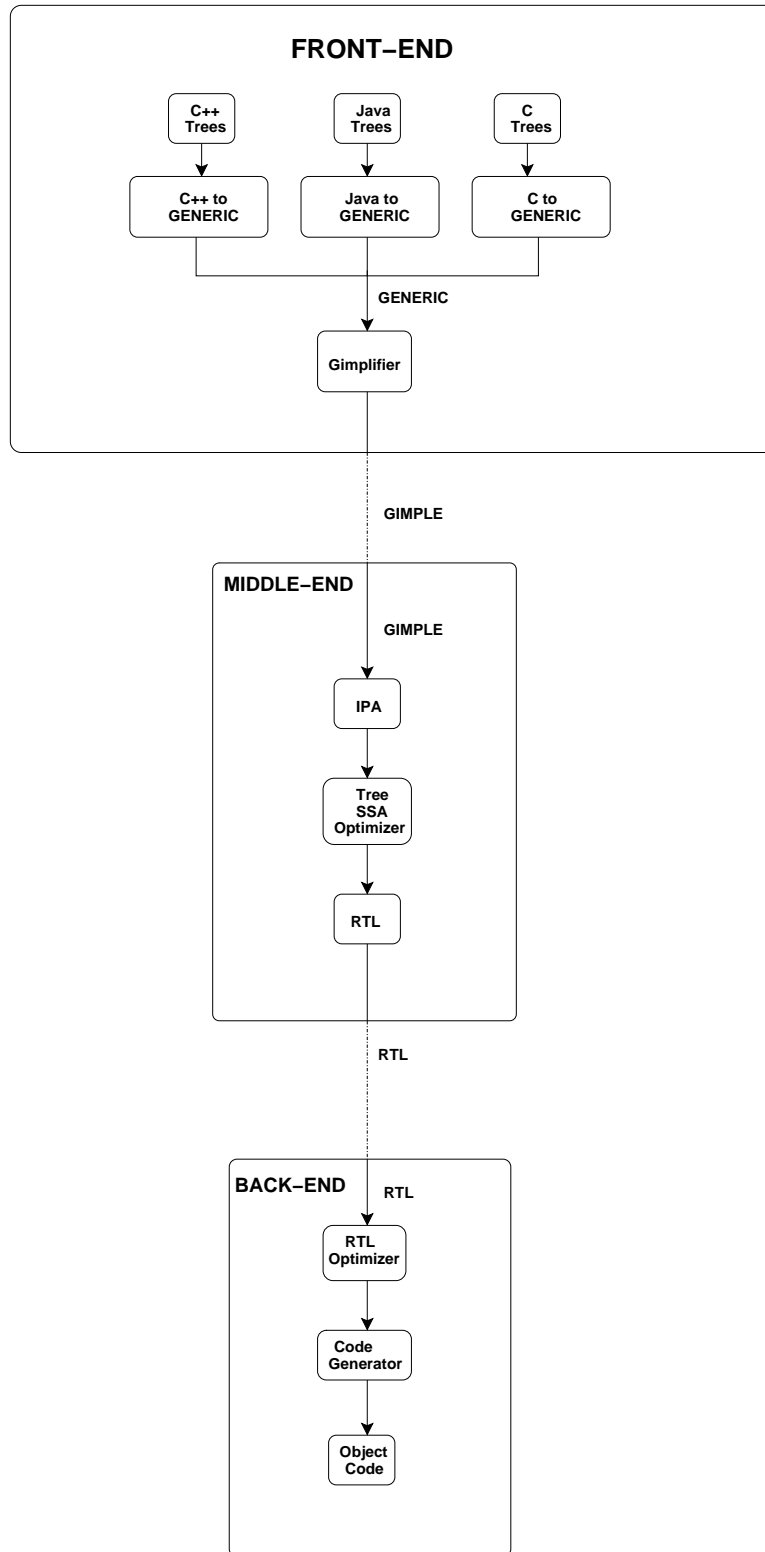 FRONT–END
C++
Trees
Java
Trees
C
Trees
C++ to
GENERIC
Java to
GENERIC
C to
GENERIC
GENERIC
Gimplifier
GIMPLE
MIDDLE–END
GIMPLE
IPA
Tree
SSA
Optimizer
RTL
RTL
BACK–END
RTL
RTL
Optimizer
Code
Generator
Object
Code